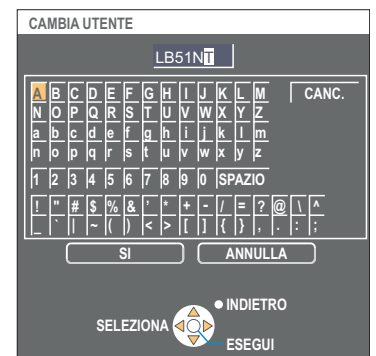 CAMBIA UTENTE
LB51NT
A B C D E F G H I J K L M CANC.
N O P Q R S T U V W X Y Z
a b c d e f g h i j k l m
n o p q r s t u v w x y z
1 2 3 4 5 6 7 8 9 0 SPAZIO
! " # $ % & ' * + - / = ? @ \ ^
_ ` | ~ ( ) < > [ ] { } , . : ;
SI ANNULLA
INDIETRO
SELEZIONA
ESEGUI